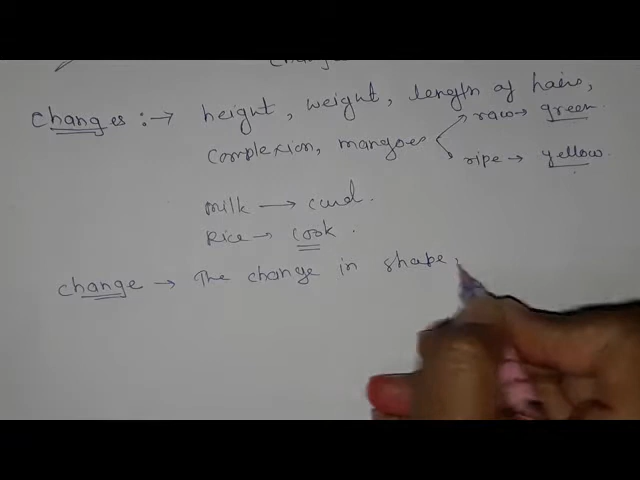 Changes :→ height, weight, length of hairs,
complexion, mangoes raw → green.
ripe → yellow.
Milk → curd.
Rice → cook.
change → The change in shape,